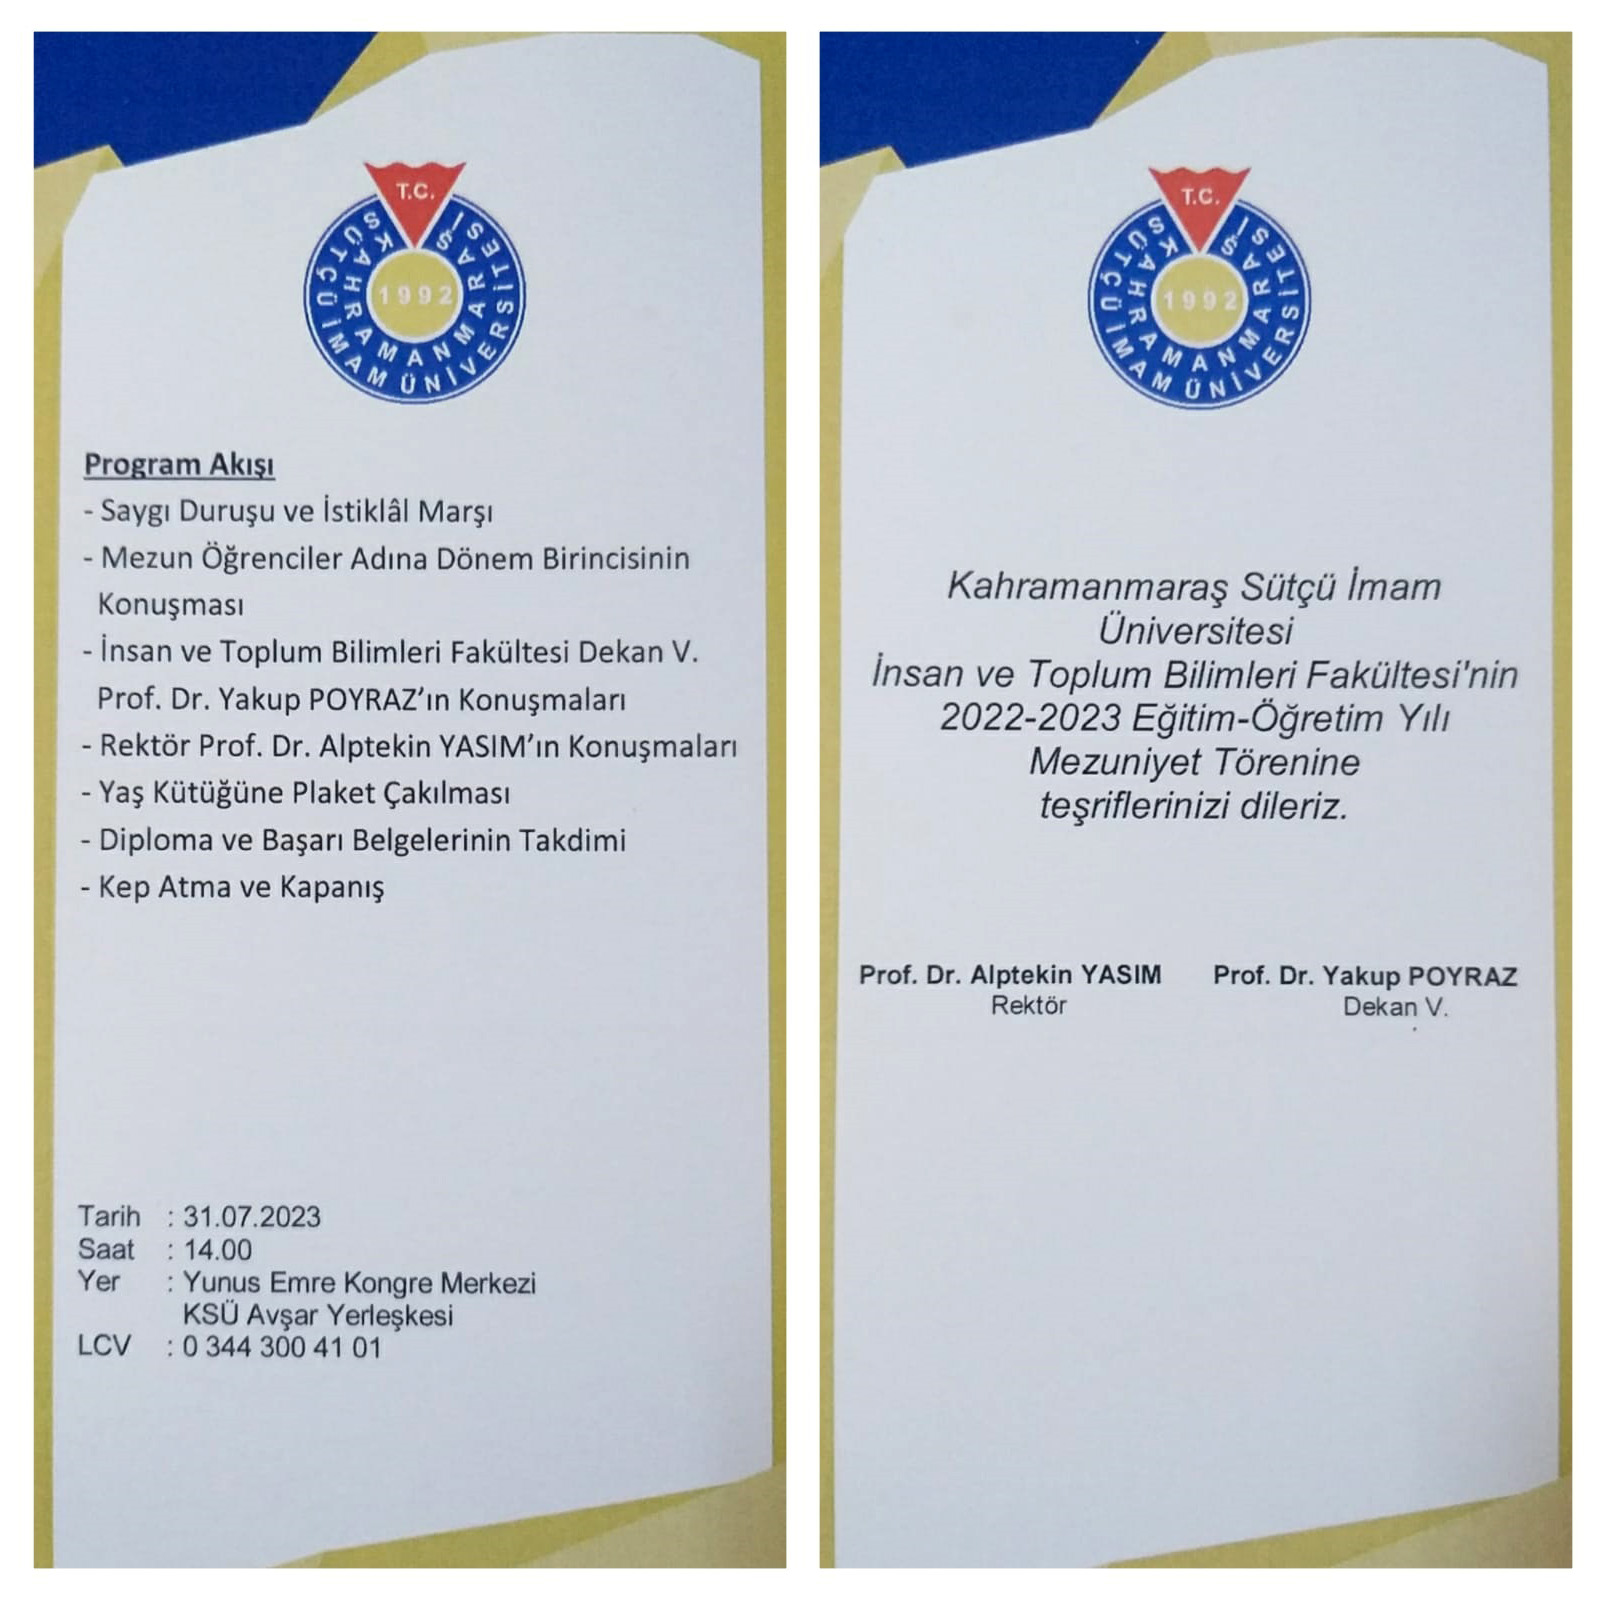 T.C.
KAHRAMANMARAŞ
SÜTÇÜ İMAM ÜNİVERSİTESİ
1992
Program Akışı
- Saygı Duruşu ve İstiklâl Marşı
- Mezun Öğrenciler Adına Dönem Birincisinin
Konuşması
- İnsan ve Toplum Bilimleri Fakültesi Dekan V.
Prof. Dr. Yakup POYRAZ’ın Konuşmaları
- Rektör Prof. Dr. Alptekin YASIM’ın Konuşmaları
- Yaş Kütüğüne Plaket Çakılması
- Diploma ve Başarı Belgelerinin Takdimi
- Kep Atma ve Kapanış
Tarih : 31.07.2023
Saat : 14.00
Yer : Yunus Emre Kongre Merkezi
KSÜ Avşar Yerleşkesi
LCV : 0 344 300 41 01
T.C.
KAHRAMANMARAŞ
SÜTÇÜ İMAM ÜNİVERSİTESİ
1992
Kahramanmaraş Sütçü İmam
Üniversitesi
İnsan ve Toplum Bilimleri Fakültesi'nin
2022-2023 Eğitim-Öğretim Yılı
Mezuniyet Törenine
teşriflerinizi dileriz.
Prof. Dr. Alptekin YASIM Prof. Dr. Yakup POYRAZ
Rektör Dekan V.